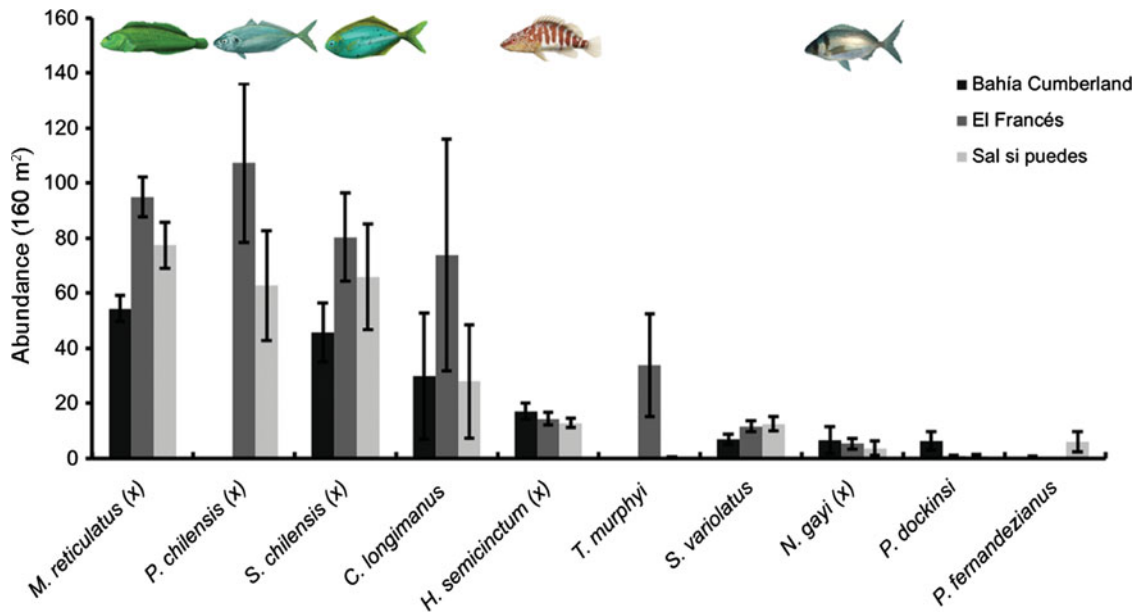 160
140
120
100
80
60
40
20
0
Abundance (160 m²)
Bahía Cumberland
El Francés
Sal si puedes
M. reticulatus (x)
P. chilensis (x)
S. chilensis (x)
C. longimanus
H. semicinctum (x)
T. murphyi
S. variolatus
N. gayi (x)
P. dockinsi
P. fernandezianus